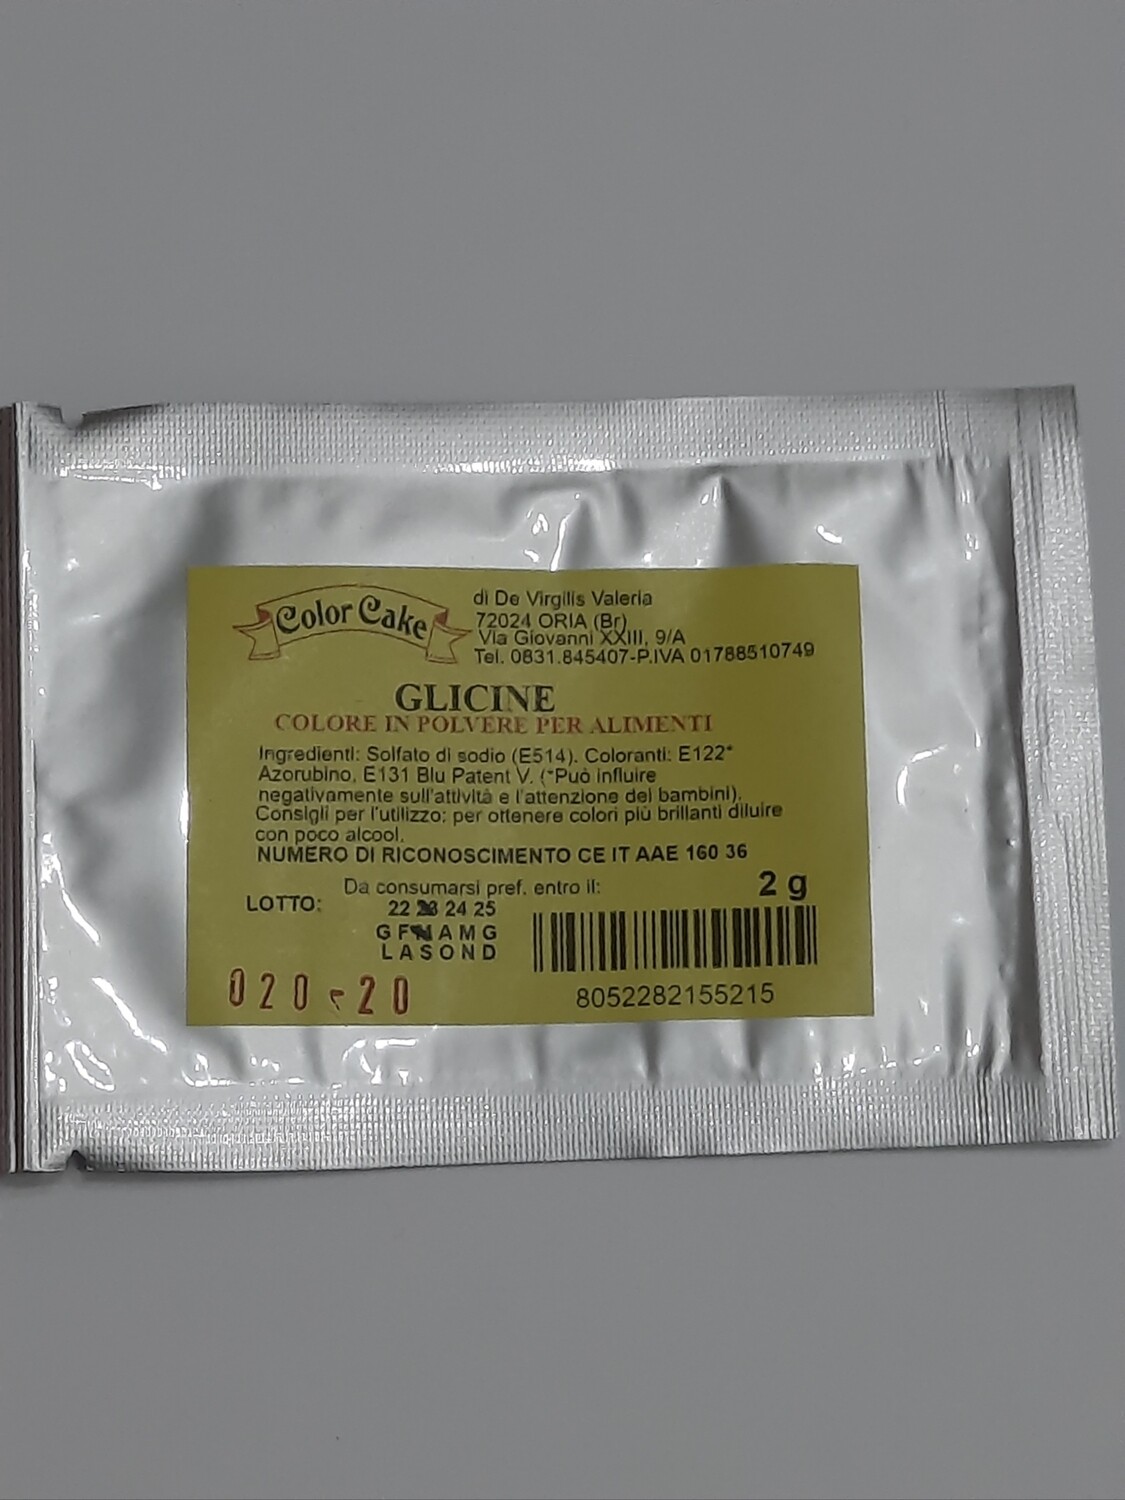 Color Cake
di De Virgilis Valeria
72024 ORIA (Br)
Via Giovanni XXIII, 9/A
Tel. 0831.845407-P.IVA 01788510749
GLICINE
COLORE IN POLVERE PER ALIMENTI
Ingredienti: Solfato di sodio (E514). Coloranti: E122*
Azorubino, E131 Blu Patent V. (*Può influire
negativamente sull'attività e l'attenzione dei bambini).
Consigli per l'utilizzo: per ottenere colori più brillanti diluire
con poco alcool.
NUMERO DI RICONOSCIMENTO CE IT AAE 160 36
Da consumarsi pref. entro il:
2 g
LOTTO:
22 23 24 25
G F M A M G
L A S O N D
020 - 20
8052282155215